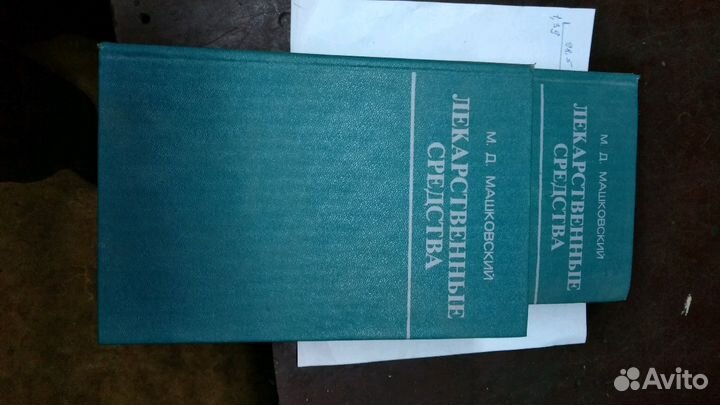 М. Д. МАШКОВСКИЙ
ЛЕКАРСТВЕННЫЕ
СРЕДСТВА
М. Д. МАШКОВСКИЙ
ЛЕКАРСТВЕННЫЕ
СРЕДСТВА
Avito